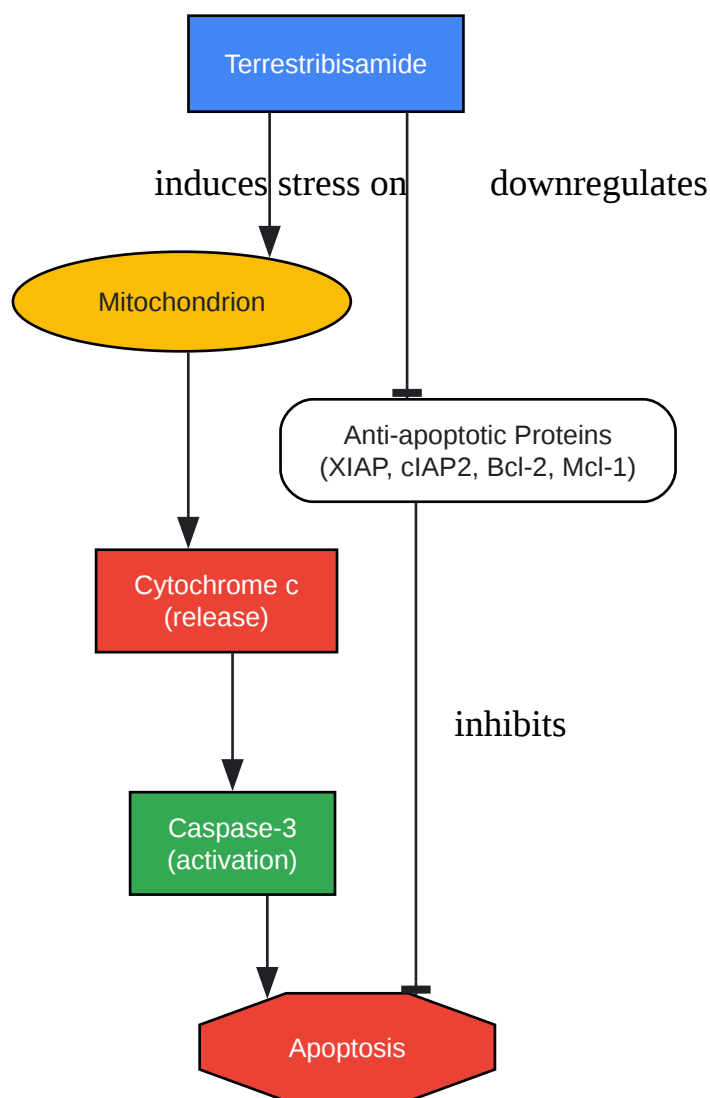 Terrestribisamide
induces stress on
downregulates
Mitochondrion
Anti-apoptotic Proteins
(XIAP, cIAP2, Bcl-2, Mcl-1)
Cytochrome c
(release)
inhibits
Caspase-3
(activation)
Apoptosis